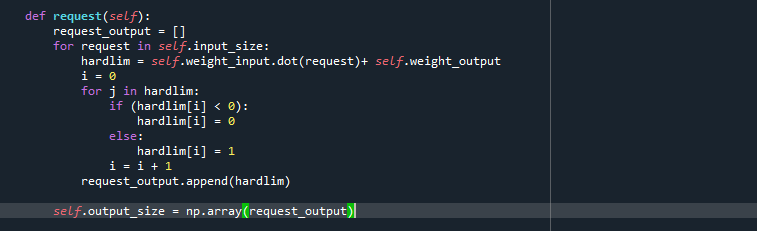 def request(self):
    request_output = []
    for request in self.input_size:
        hardlim = self.weight_input.dot(request)+ self.weight_output
        i = 0
        for j in hardlim:
            if (hardlim[i] < 0):
                hardlim[i] = 0
            else:
                hardlim[i] = 1
            i = i + 1
        request_output.append(hardlim)
    self.output_size = np.array(request_output)